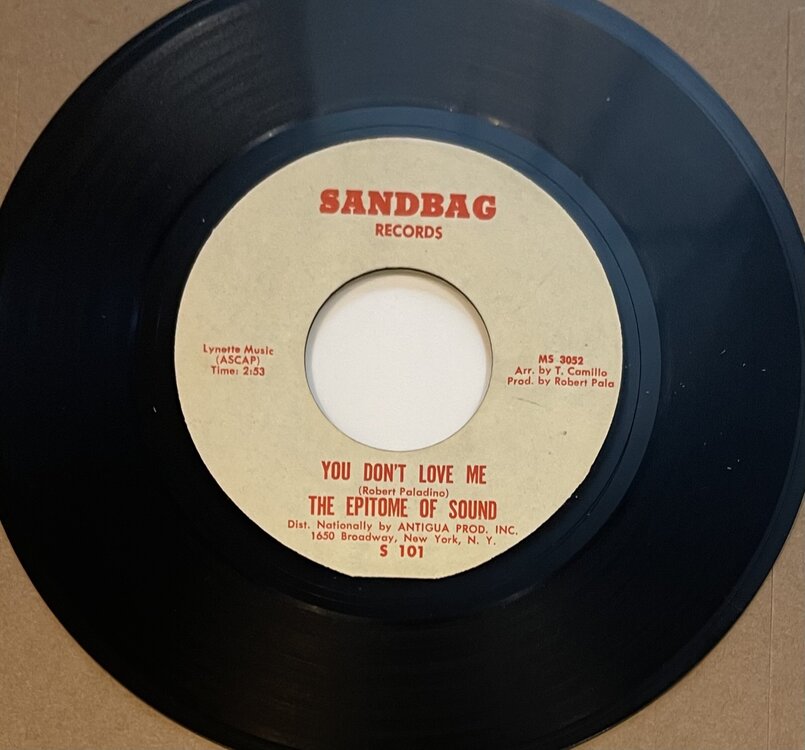 SANDBAG
RECORDS
Lynette Music
(ASCAP)
Time: 2:53
MS 3052
Arr. by T. Camillo
Prod. by Robert Pala
YOU DON'T LOVE ME
(Robert Paladino)
THE EPITOME OF SOUND
Dist. Nationally by ANTIGUA PROD. INC.
1650 Broadway, New York, N. Y.
S 101